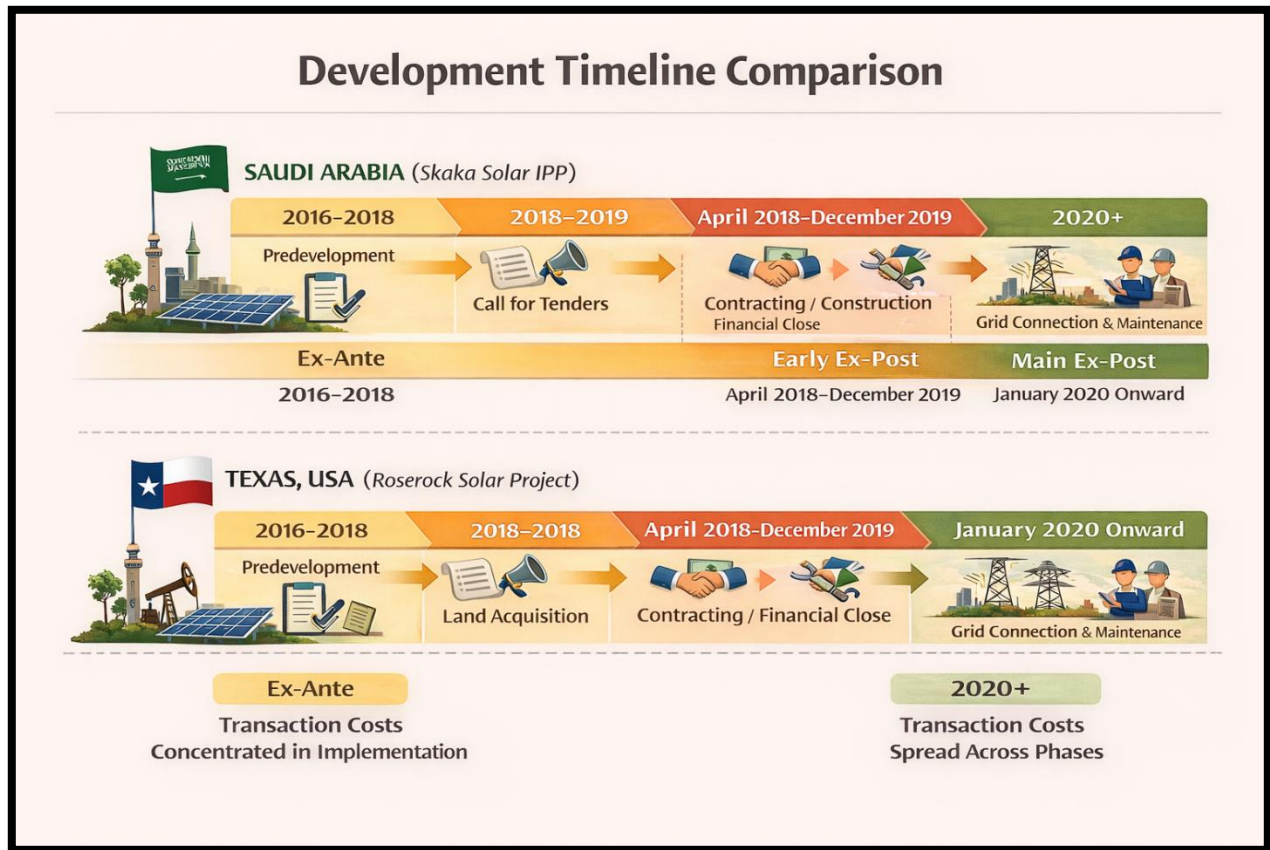 Development Timeline Comparison
SAUDI ARABIA (Skaka Solar IPP)
2016–2018
2018–2019
April 2018–December 2019
2020+
Predevelopment
Call for Tenders
Contracting / Construction
Financial Close
Grid Connection & Maintenance
Ex-Ante
Early Ex-Post
Main Ex-Post
2016–2018
April 2018–December 2019
January 2020 Onward
TEXAS, USA (Roserock Solar Project)
2016–2018
2018–2018
April 2018–December 2019
January 2020 Onward
Predevelopment
Land Acquisition
Contracting / Financial Close
Grid Connection & Maintenance
Ex-Ante
Transaction Costs
Concentrated in Implementation
2020+
Transaction Costs
Spread Across Phases